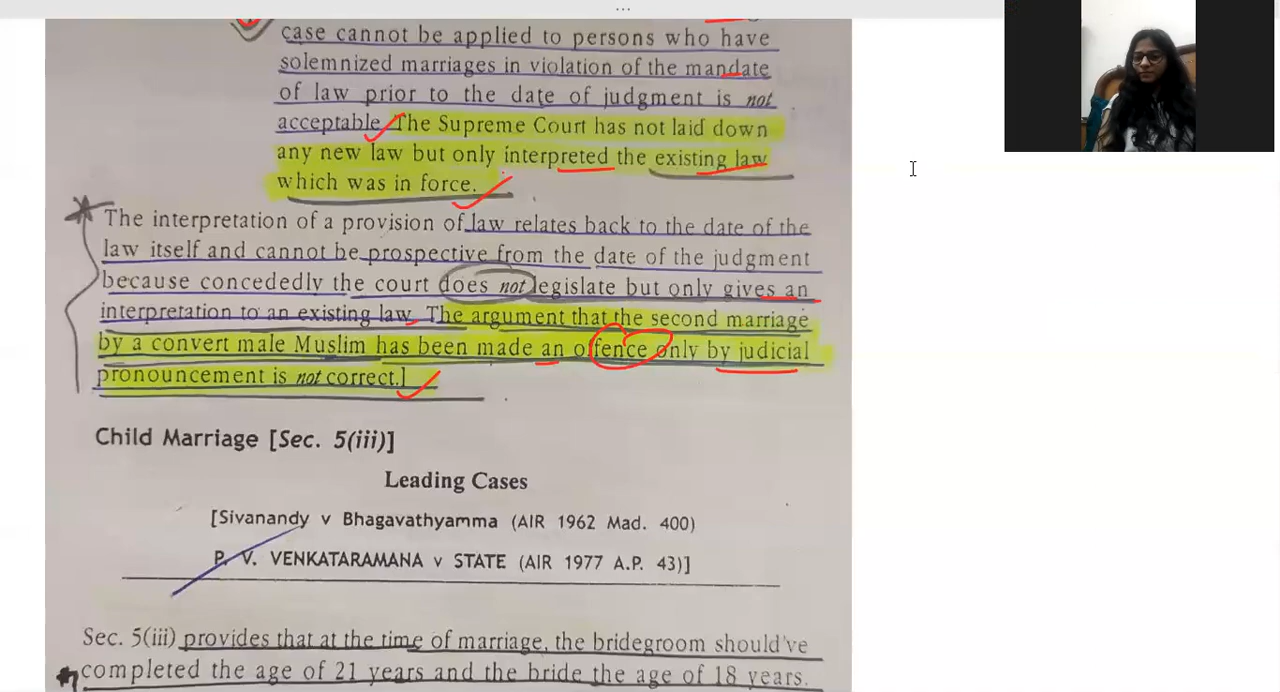 ...
case cannot be applied to persons who have
solemnized marriages in violation of the mandate
of law prior to the date of judgment is not
acceptable. The Supreme Court has not laid down
any new law but only interpreted the existing law
which was in force.
The interpretation of a provision of law relates back to the date of the
law itself and cannot be prospective from the date of the judgment
because concededly the court does not legislate but only gives an
interpretation to an existing law. The argument that the second marriage
by a convert male Muslim has been made an offence only by judicial
pronouncement is not correct.]
Child Marriage [Sec. 5(iii)]
Leading Cases
[Sivanandy v Bhagavathyamma (AIR 1962 Mad. 400)
P. V. VENKATARAMANA v STATE (AIR 1977 A.P. 43)]
Sec. 5(iii) provides that at the time of marriage, the bridegroom should've
completed the age of 21 years and the bride the age of 18 years.